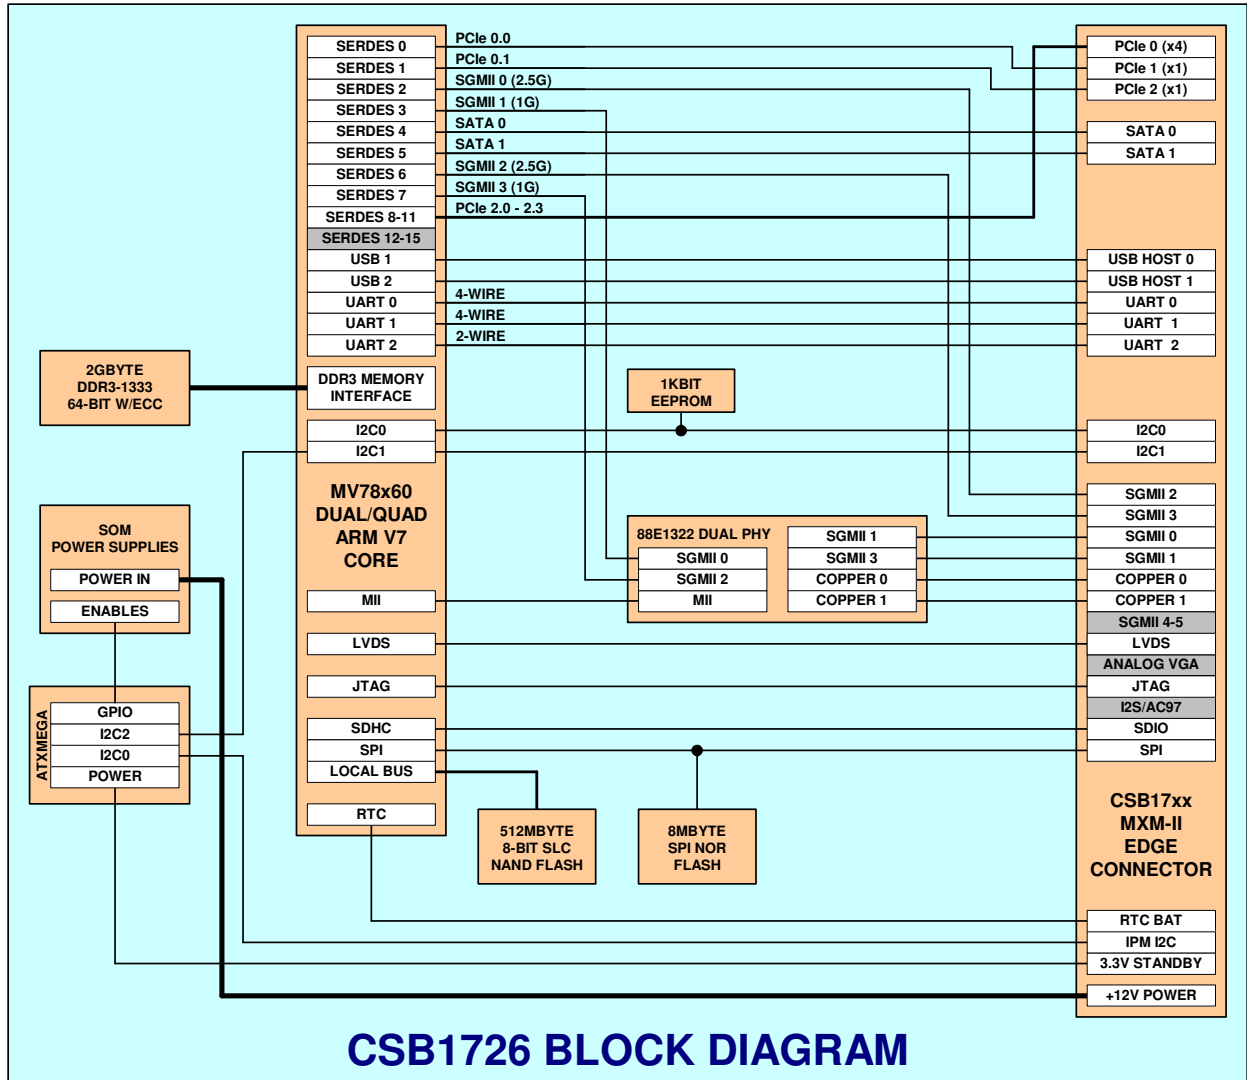 SERDES 0
SERDES 1
SERDES 2
SERDES 3
SERDES 4
SERDES 5
SERDES 6
SERDES 7
SERDES 8-11
SERDES 12-15
USB 1
USB 2
UART 0
UART 1
UART 2
DDR3 MEMORY
INTERFACE
I2C0
I2C1
MV78x60
DUAL/QUAD
ARM V7
CORE
MII
LVDS
JTAG
SDHC
SPI
LOCAL BUS
RTC
PCIe 0.0
PCIe 0.1
SGMII 0 (2.5G)
SGMII 1 (1G)
SATA 0
SATA 1
SGMII 2 (2.5G)
SGMII 3 (1G)
PCIe 2.0 - 2.3
4-WIRE
4-WIRE
2-WIRE
2GBYTE
DDR3-1333
64-BIT W/ECC
SOM
POWER SUPPLIES
POWER IN
ENABLES
ATXMEGA
GPIO
I2C2
I2C0
POWER
1KBIT
EEPROM
88E1322 DUAL PHY
SGMII 0
SGMII 2
MII
SGMII 1
SGMII 3
COPPER 0
COPPER 1
512MBYTE
8-BIT SLC
NAND FLASH
8MBYTE
SPI NOR
FLASH
PCIe 0 (x4)
PCIe 1 (x1)
PCIe 2 (x1)
SATA 0
SATA 1
USB HOST 0
USB HOST 1
UART 0
UART 1
UART 2
I2C0
I2C1
SGMII 2
SGMII 3
SGMII 0
SGMII 1
COPPER 0
COPPER 1
SGMII 4-5
LVDS
ANALOG VGA
JTAG
I2S/AC97
SDIO
SPI
CSB17xx
MXM-II
EDGE
CONNECTOR
RTC BAT
IPM I2C
3.3V STANDBY
+12V POWER
CSB1726 BLOCK DIAGRAM